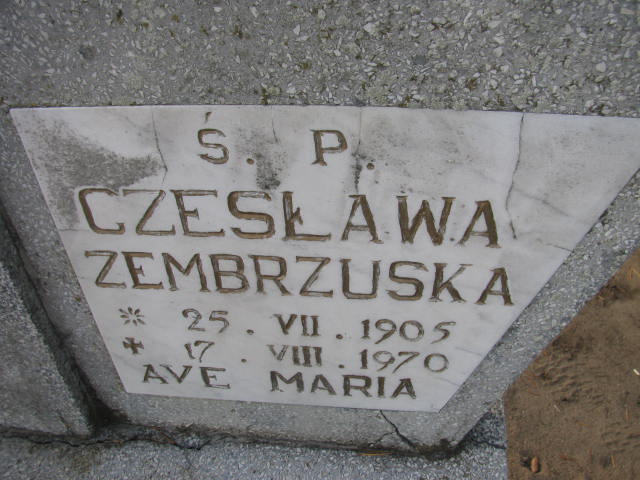 Ś. P.
CZESŁAWA
ZEMBRZUSKA
* 25. VII. 1905
+ 17. VIII. 1970
AVE MARIA